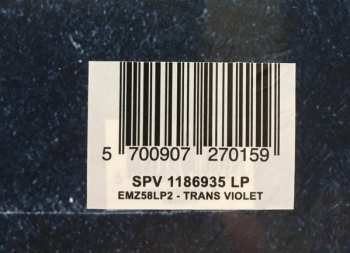 5 700907 270159
SPV 1186935 LP
EMZ58LP2 - TRANS VIOLET